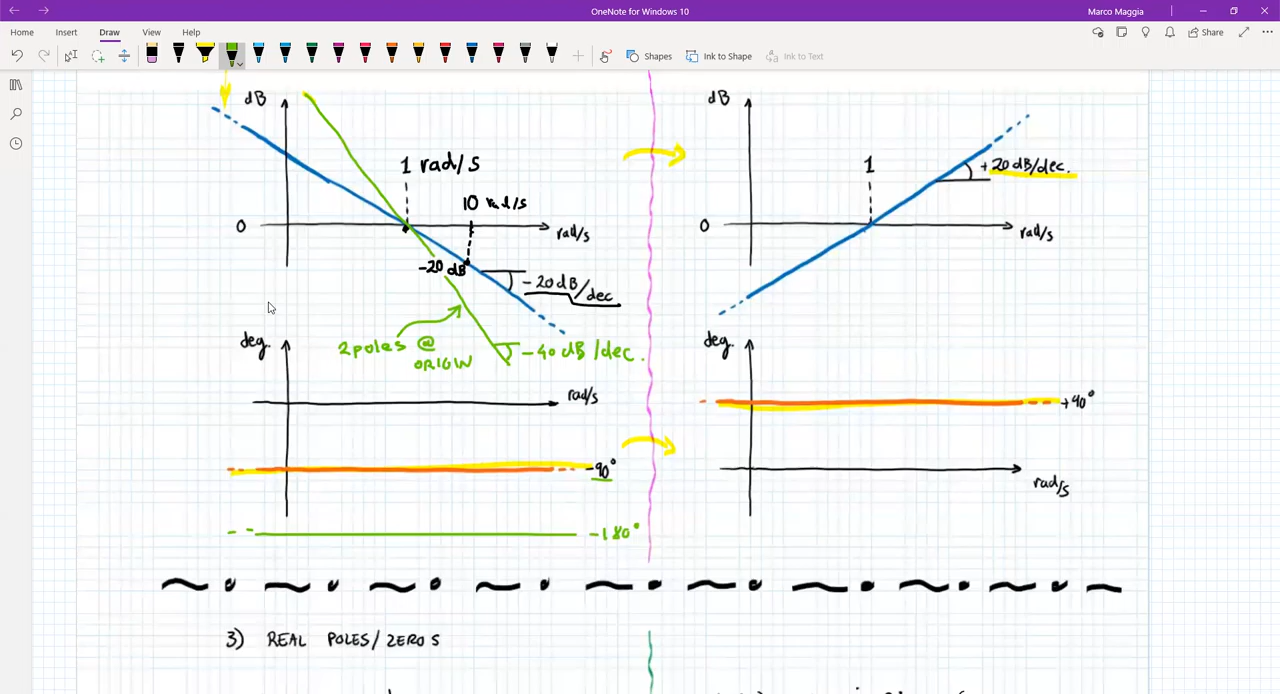 OneNote for Windows 10
Marco Maggia
Home Insert Draw View Help
Share
Shapes
Ink to Shape
Ink to Text
dB
1 rad/s
10 rad/s
0
rad/s
-20 dB
-20 dB/dec
2 poles @
ORIGIN
-40 dB/dec.
deg.
rad/s
-90°
-180°
dB
1
+20 dB/dec.
0
rad/s
deg.
+90°
rad/s
3) REAL POLES/ZEROS